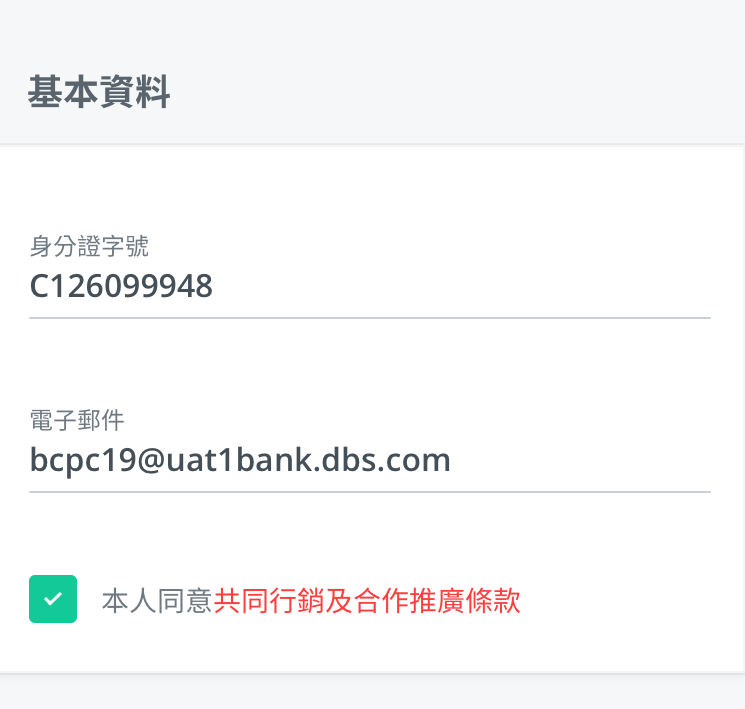 基本資料
身分證字號
C126099948
電子郵件
bcpc19@uat1bank.dbs.com
本人同意共同行銷及合作推廣條款